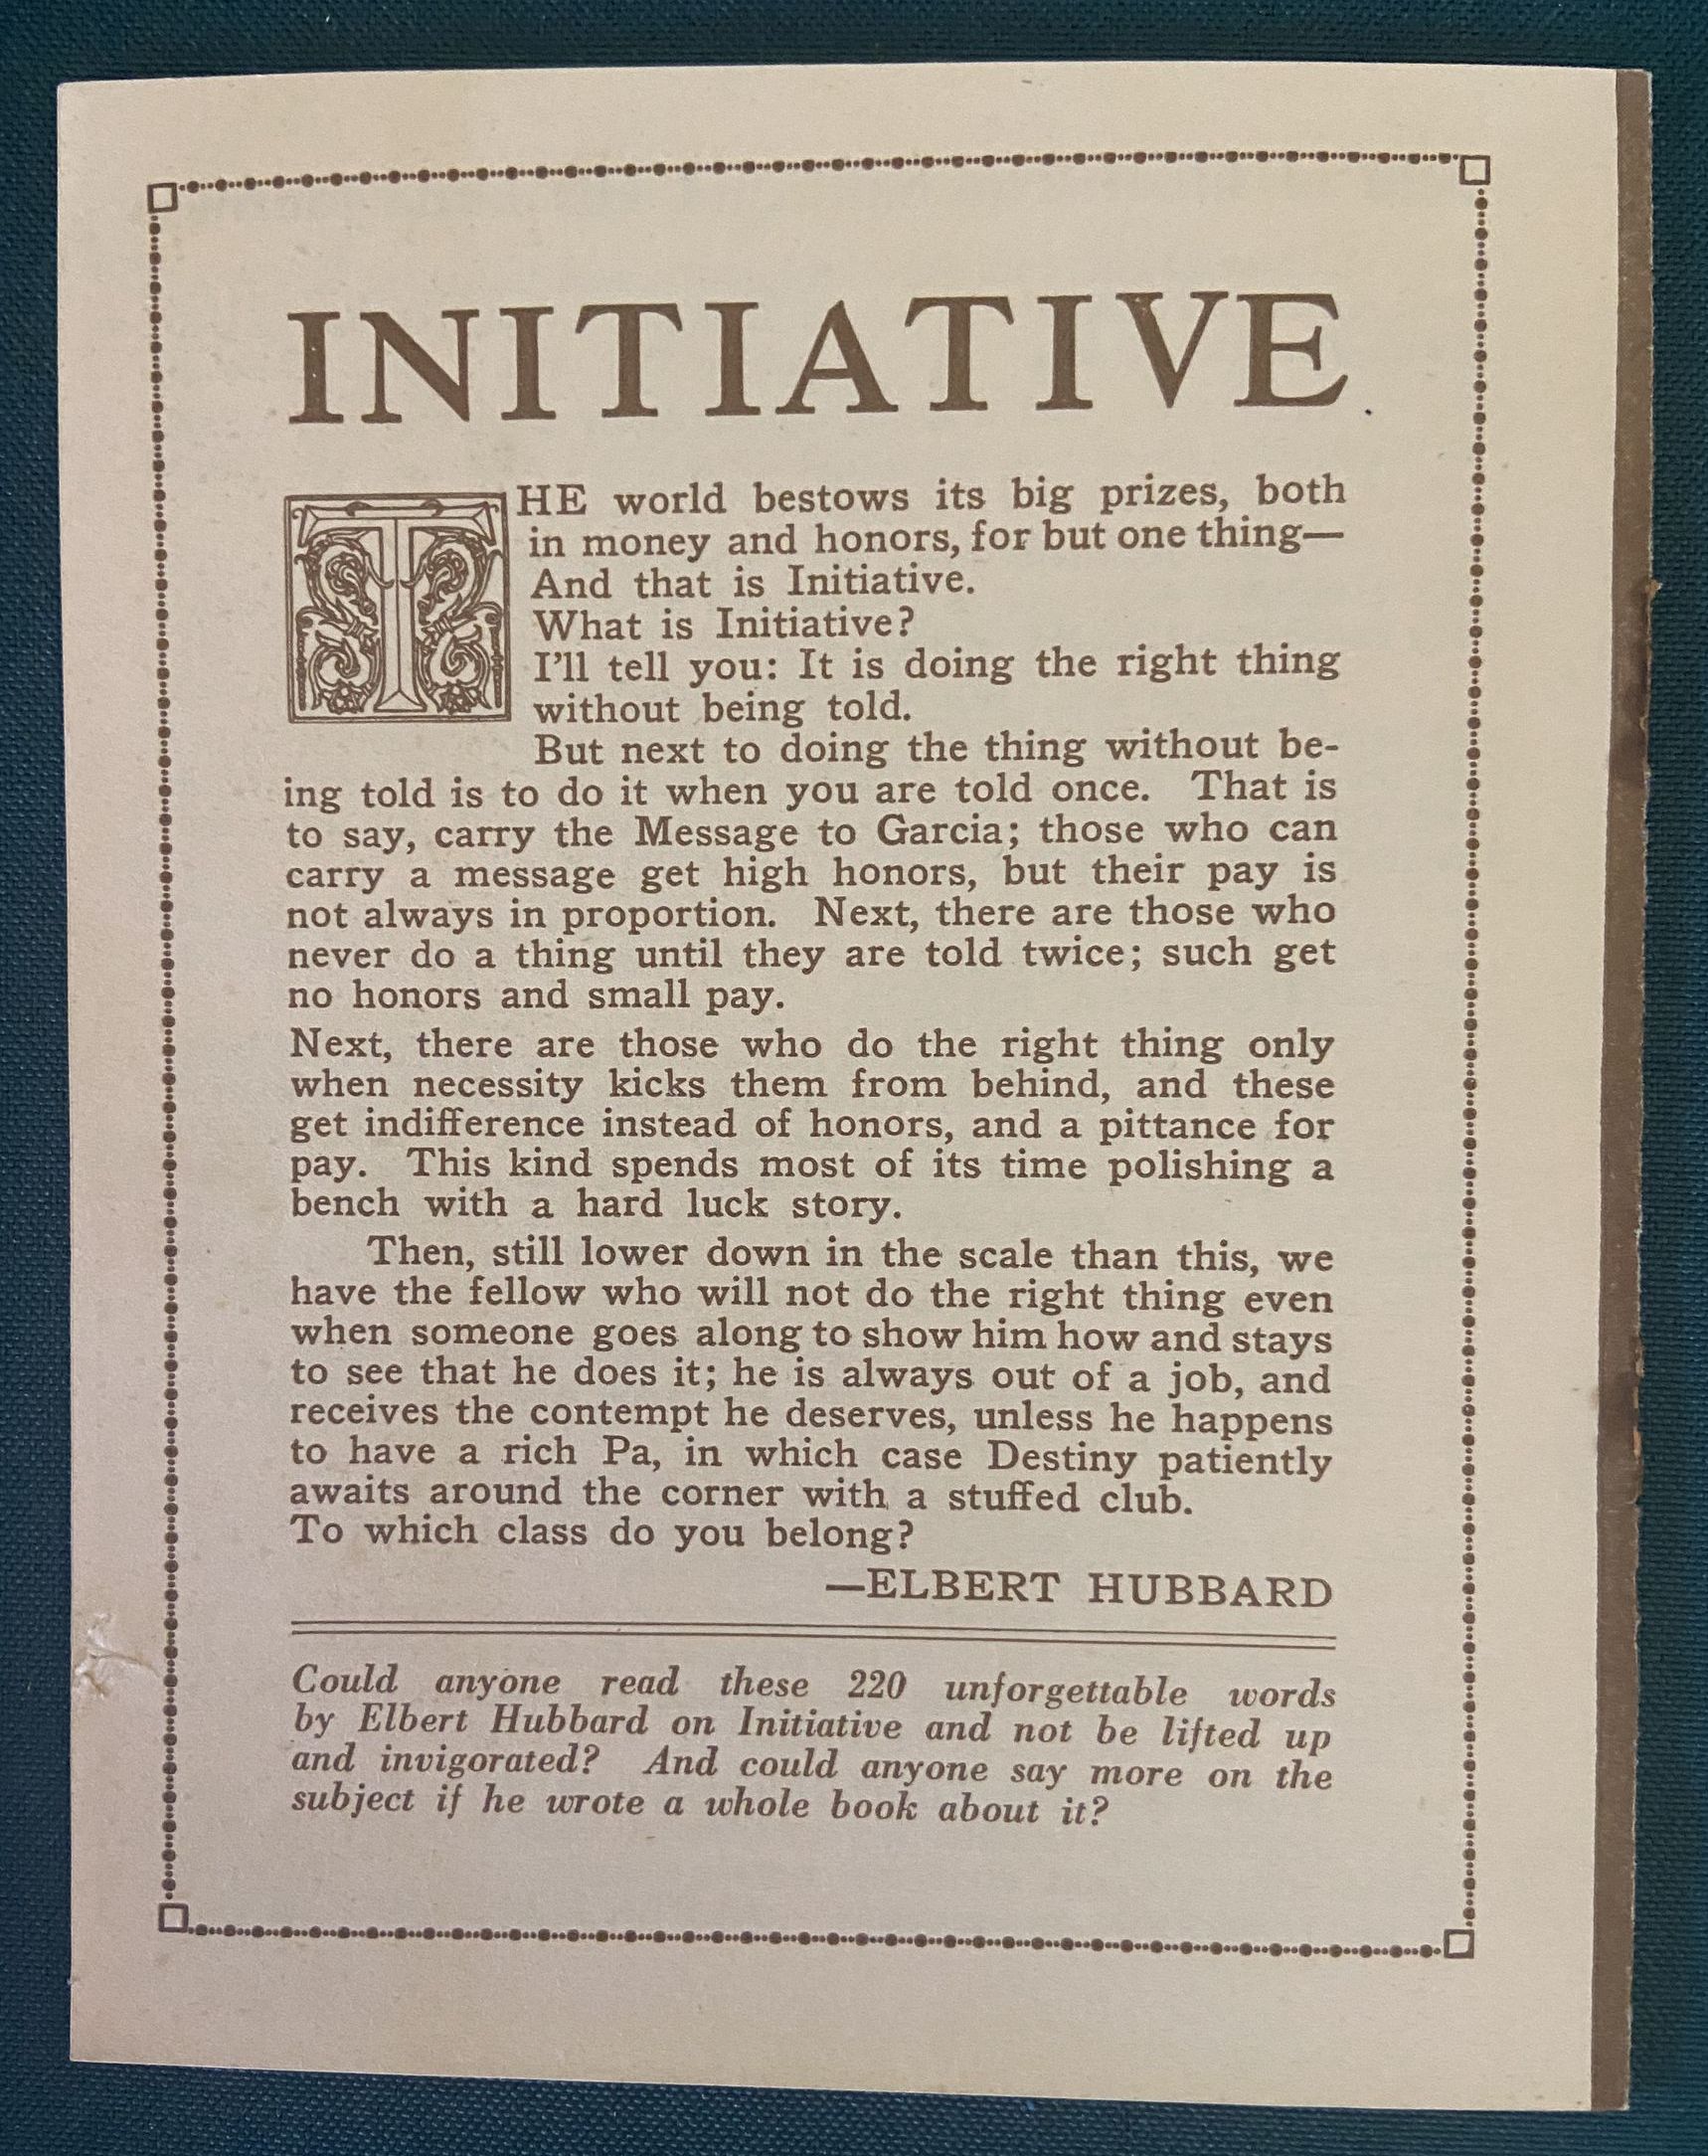 INITIATIVE
THE world bestows its big prizes, both
in money and honors, for but one thing—
And that is Initiative.
What is Initiative?
I'll tell you: It is doing the right thing
without being told.
But next to doing the thing without be-
ing told is to do it when you are told once. That is
to say, carry the Message to Garcia; those who can
carry a message get high honors, but their pay is
not always in proportion. Next, there are those who
never do a thing until they are told twice; such get
no honors and small pay.
Next, there are those who do the right thing only
when necessity kicks them from behind, and these
get indifference instead of honors, and a pittance for
pay. This kind spends most of its time polishing a
bench with a hard luck story.
Then, still lower down in the scale than this, we
have the fellow who will not do the right thing even
when someone goes along to show him how and stays
to see that he does it; he is always out of a job, and
receives the contempt he deserves, unless he happens
to have a rich Pa, in which case Destiny patiently
awaits around the corner with a stuffed club.
To which class do you belong?
—ELBERT HUBBARD
Could anyone read these 220 unforgettable words
by Elbert Hubbard on Initiative and not be lifted up
and invigorated? And could anyone say more on the
subject if he wrote a whole book about it?